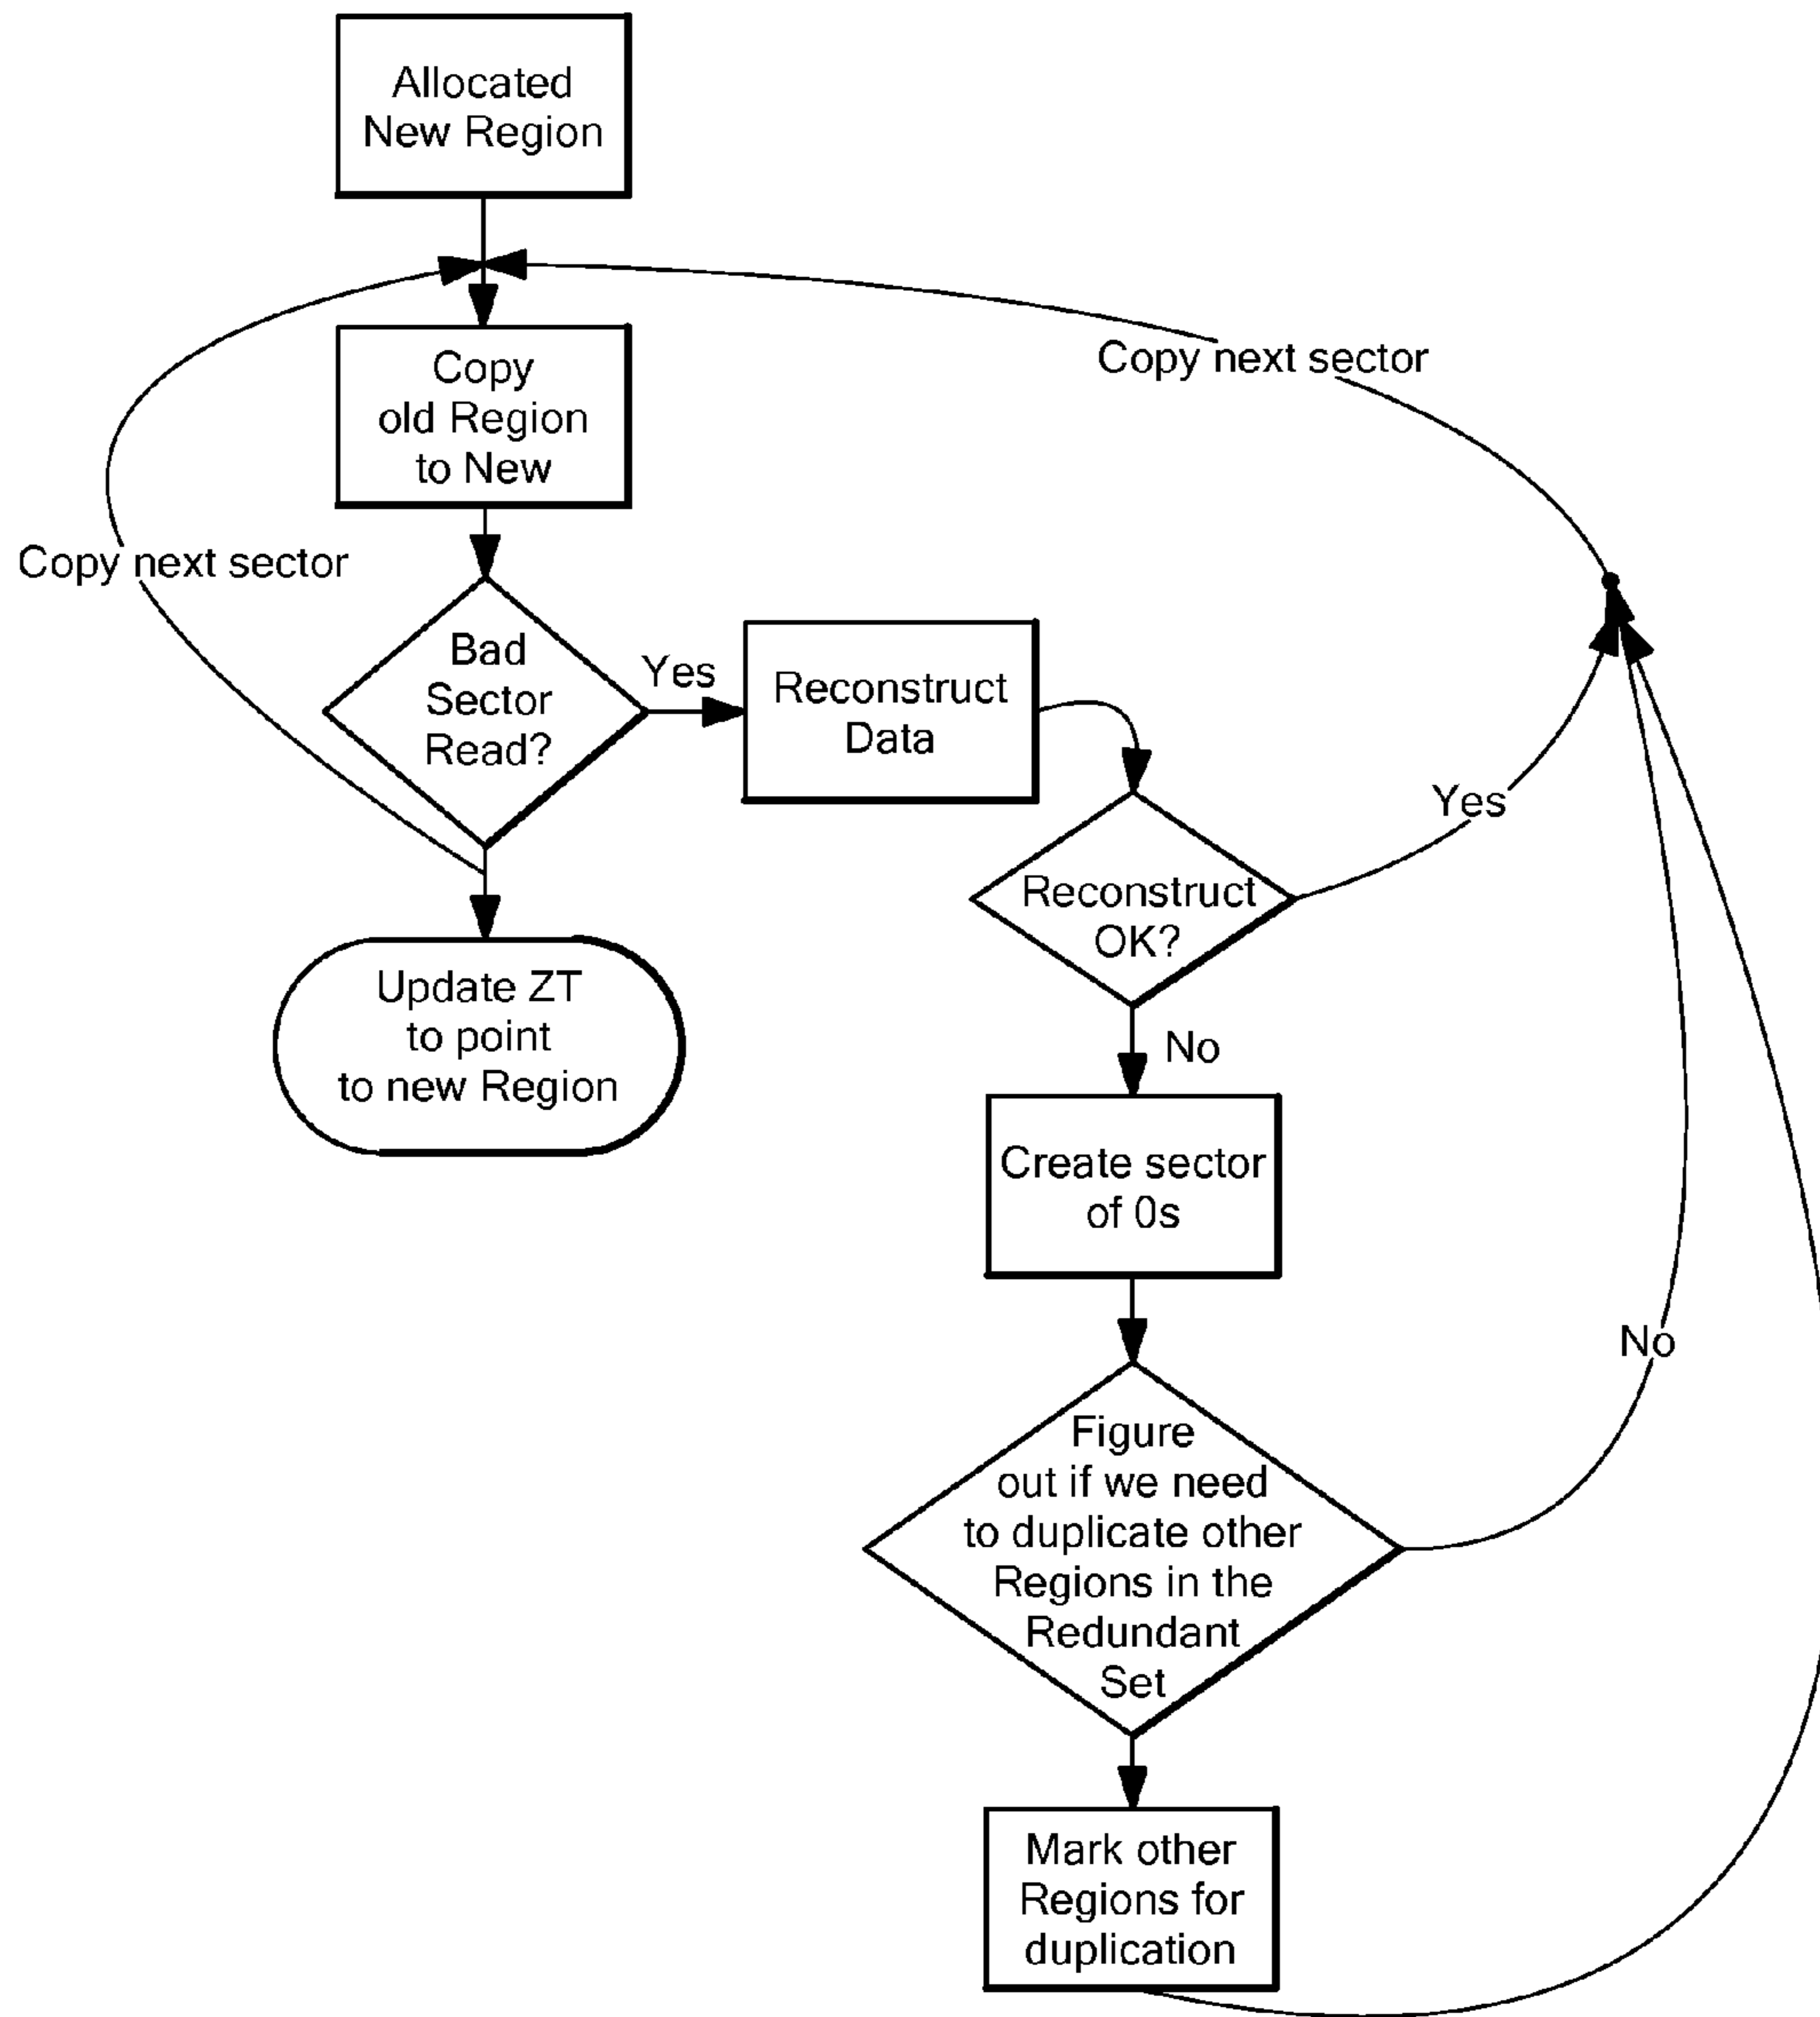 Allocated
New Region
Copy
old Region
to New
Copy next sector
Copy next sector
Bad
Sector
Read?
Yes
Reconstruct
Data
Update ZT
to point
to new Region
Reconstruct
OK?
Yes
No
Create sector
of 0s
Figure
out if we need
to duplicate other
Regions in the
Redundant
Set
No
Mark other
Regions for
duplication